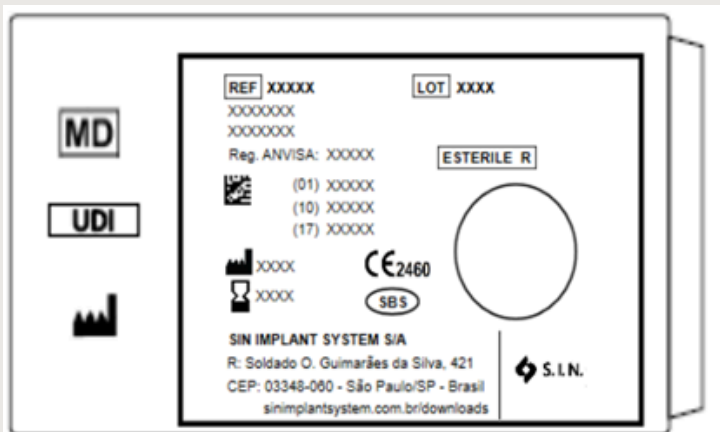 MD
UDI
REF XXXXX LOT XXXX
XXXXXXX
XXXXXXX
Reg. ANVISA: XXXXX
ESTERILE R
(01) XXXXX
(10) XXXXX
(17) XXXXX
XXXX
CE2460
XXXX
SBS
SIN IMPLANT SYSTEM S/A
R: Soldado O. Guimarães da Silva, 421
CEP: 03348-060 - São Paulo/SP - Brasil
sinimplantsystem.com.br/downloads
S.I.N.